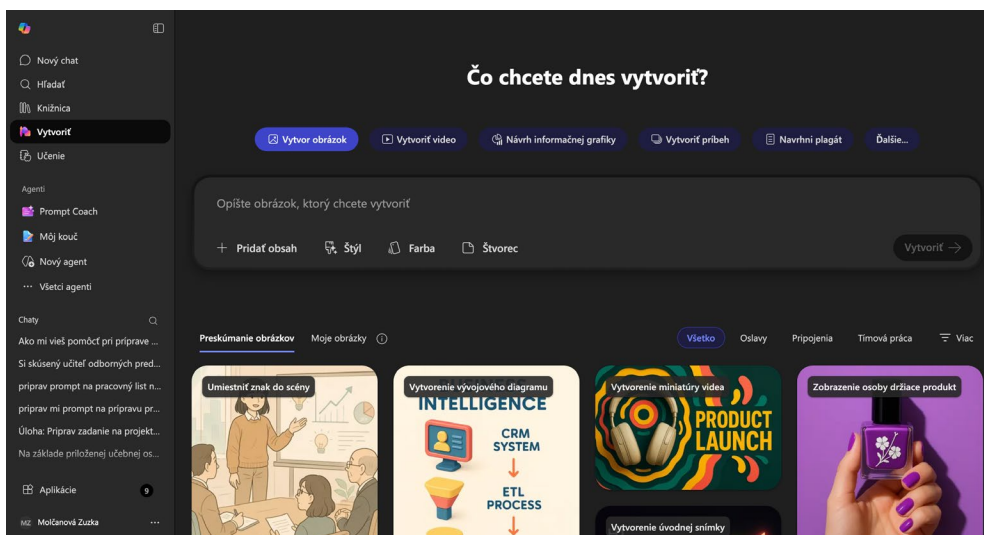 Nový chat
Hľadať
Knižnica
Vytvoriť
Učenie
Agenti
Prompt Coach
Môj kouč
Nový agent
Všetci agenti
Chaty
Ako mi vieš pomôcť pri príprave ...
Si skúsený učiteľ odborných pred...
priprav prompt na pracovný list n...
priprav mi prompt na prípravu pr...
Úloha: Priprav zadanie na projekt...
Na základe priloženej učebnej os...
Aplikácie 9
MZ Molčanová Zuzka ...
Čo chcete dnes vytvoriť?
Vytvor obrázok Vytvoriť video Návrh informačnej grafiky Vytvoriť príbeh Navrhni plagát Ďalšie...
Opíšte obrázok, ktorý chcete vytvoriť
Pridať obsah Štýl Farba Štvorec Vytvoriť
Preskúmanie obrázkov Moje obrázky Všetko Oslavy Pripojenia Tímová práca Viac
Umiestniť znak do scény
Vytvorenie vývojového diagramu
INTELLIGENCE
CRM
SYSTEM
ETL
PROCESS
Vytvorenie miniatúry videa
PRODUCT
LAUNCH
Vytvorenie úvodnej snímky
Zobrazenie osoby držiace produkt